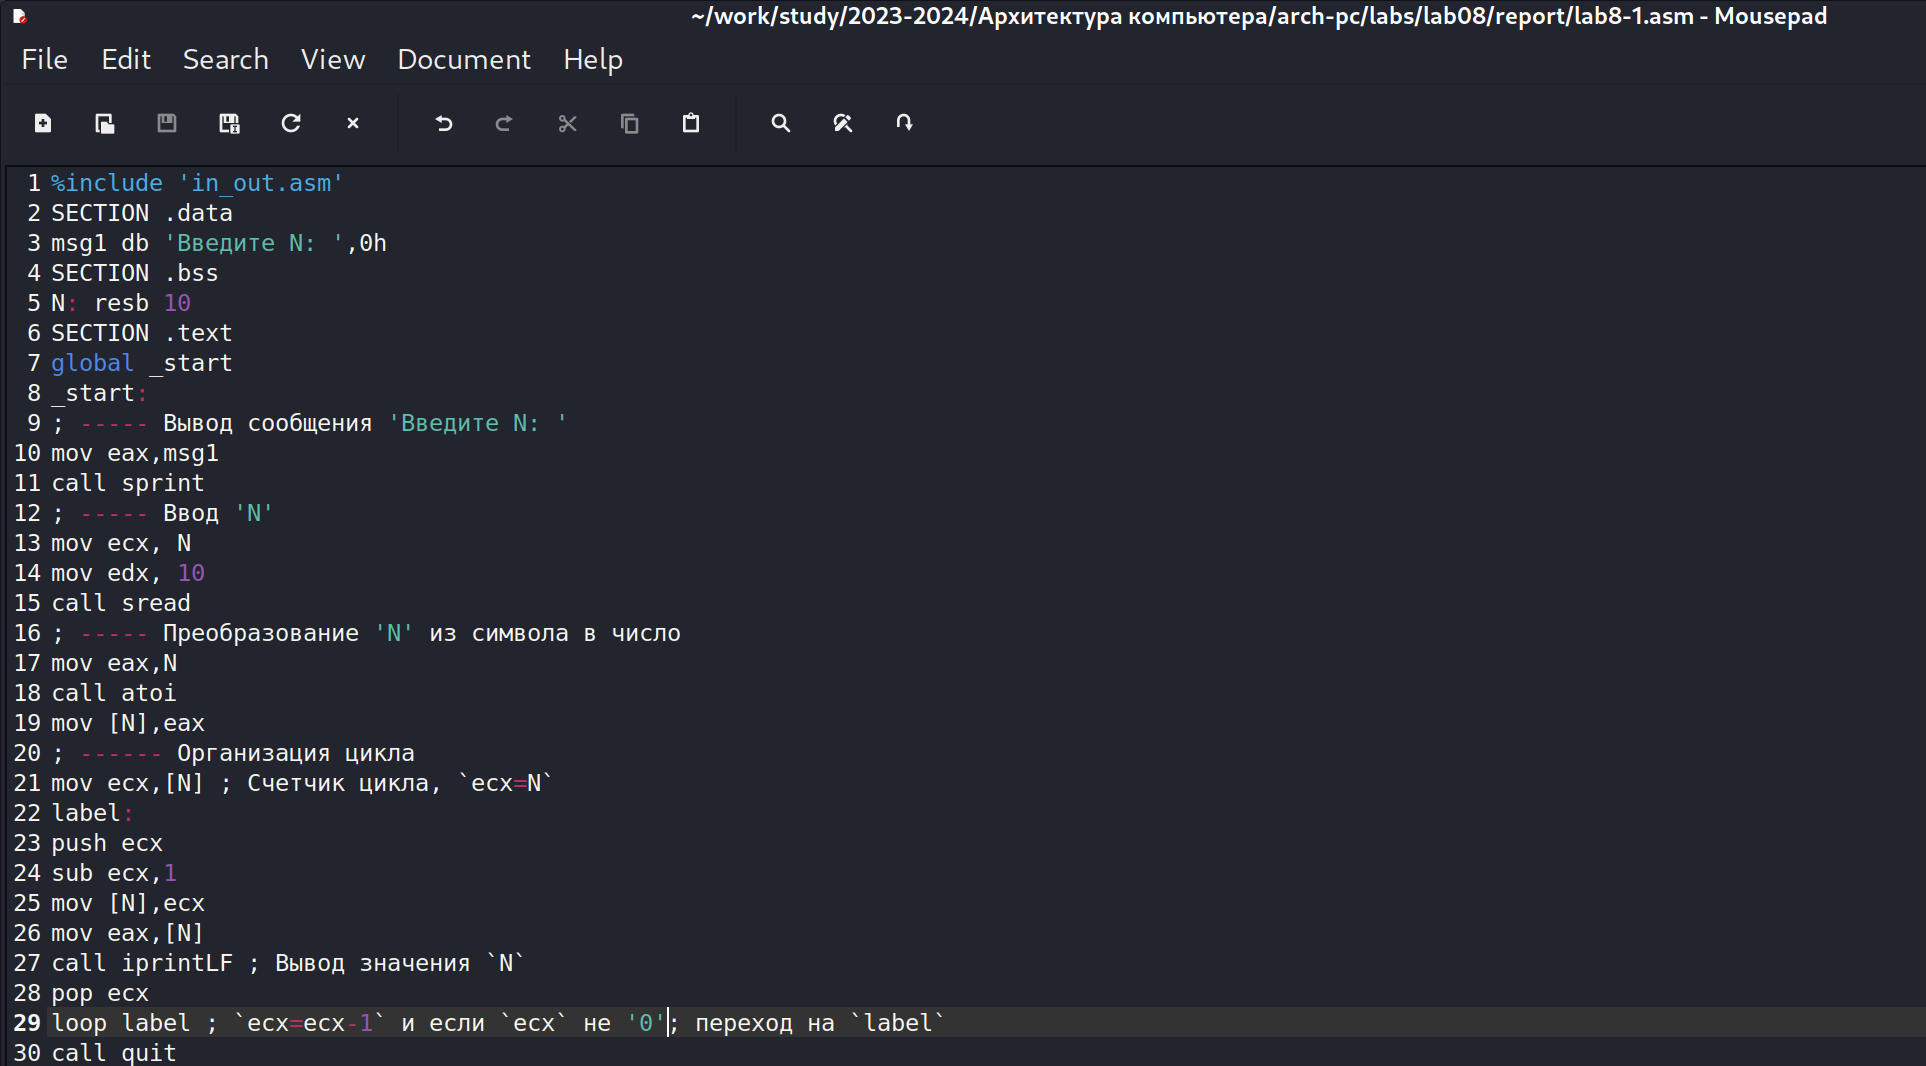 ~/work/study/2023-2024/Архитектура компьютера/arch-pc/labs/lab08/report/lab8-1.asm - Mousepad
File Edit Search View Document Help
1 %include 'in_out.asm'
2 SECTION .data
3 msg1 db 'Введите N: ',0h
4 SECTION .bss
5 N: resb 10
6 SECTION .text
7 global _start
8 _start:
9 ; ----- Вывод сообщения 'Введите N: '
10 mov eax,msg1
11 call sprint
12 ; ----- Ввод 'N'
13 mov ecx, N
14 mov edx, 10
15 call sread
16 ; ----- Преобразование 'N' из символа в число
17 mov eax,N
18 call atoi
19 mov [N],eax
20 ; ------ Организация цикла
21 mov ecx,[N] ; Счетчик цикла, `ecx=N`
22 label:
23 push ecx
24 sub ecx,1
25 mov [N],ecx
26 mov eax,[N]
27 call iprintLF ; Вывод значения `N`
28 pop ecx
29 loop label ; `ecx=ecx-1` и если `ecx` не '0'; переход на `label`
30 call quit